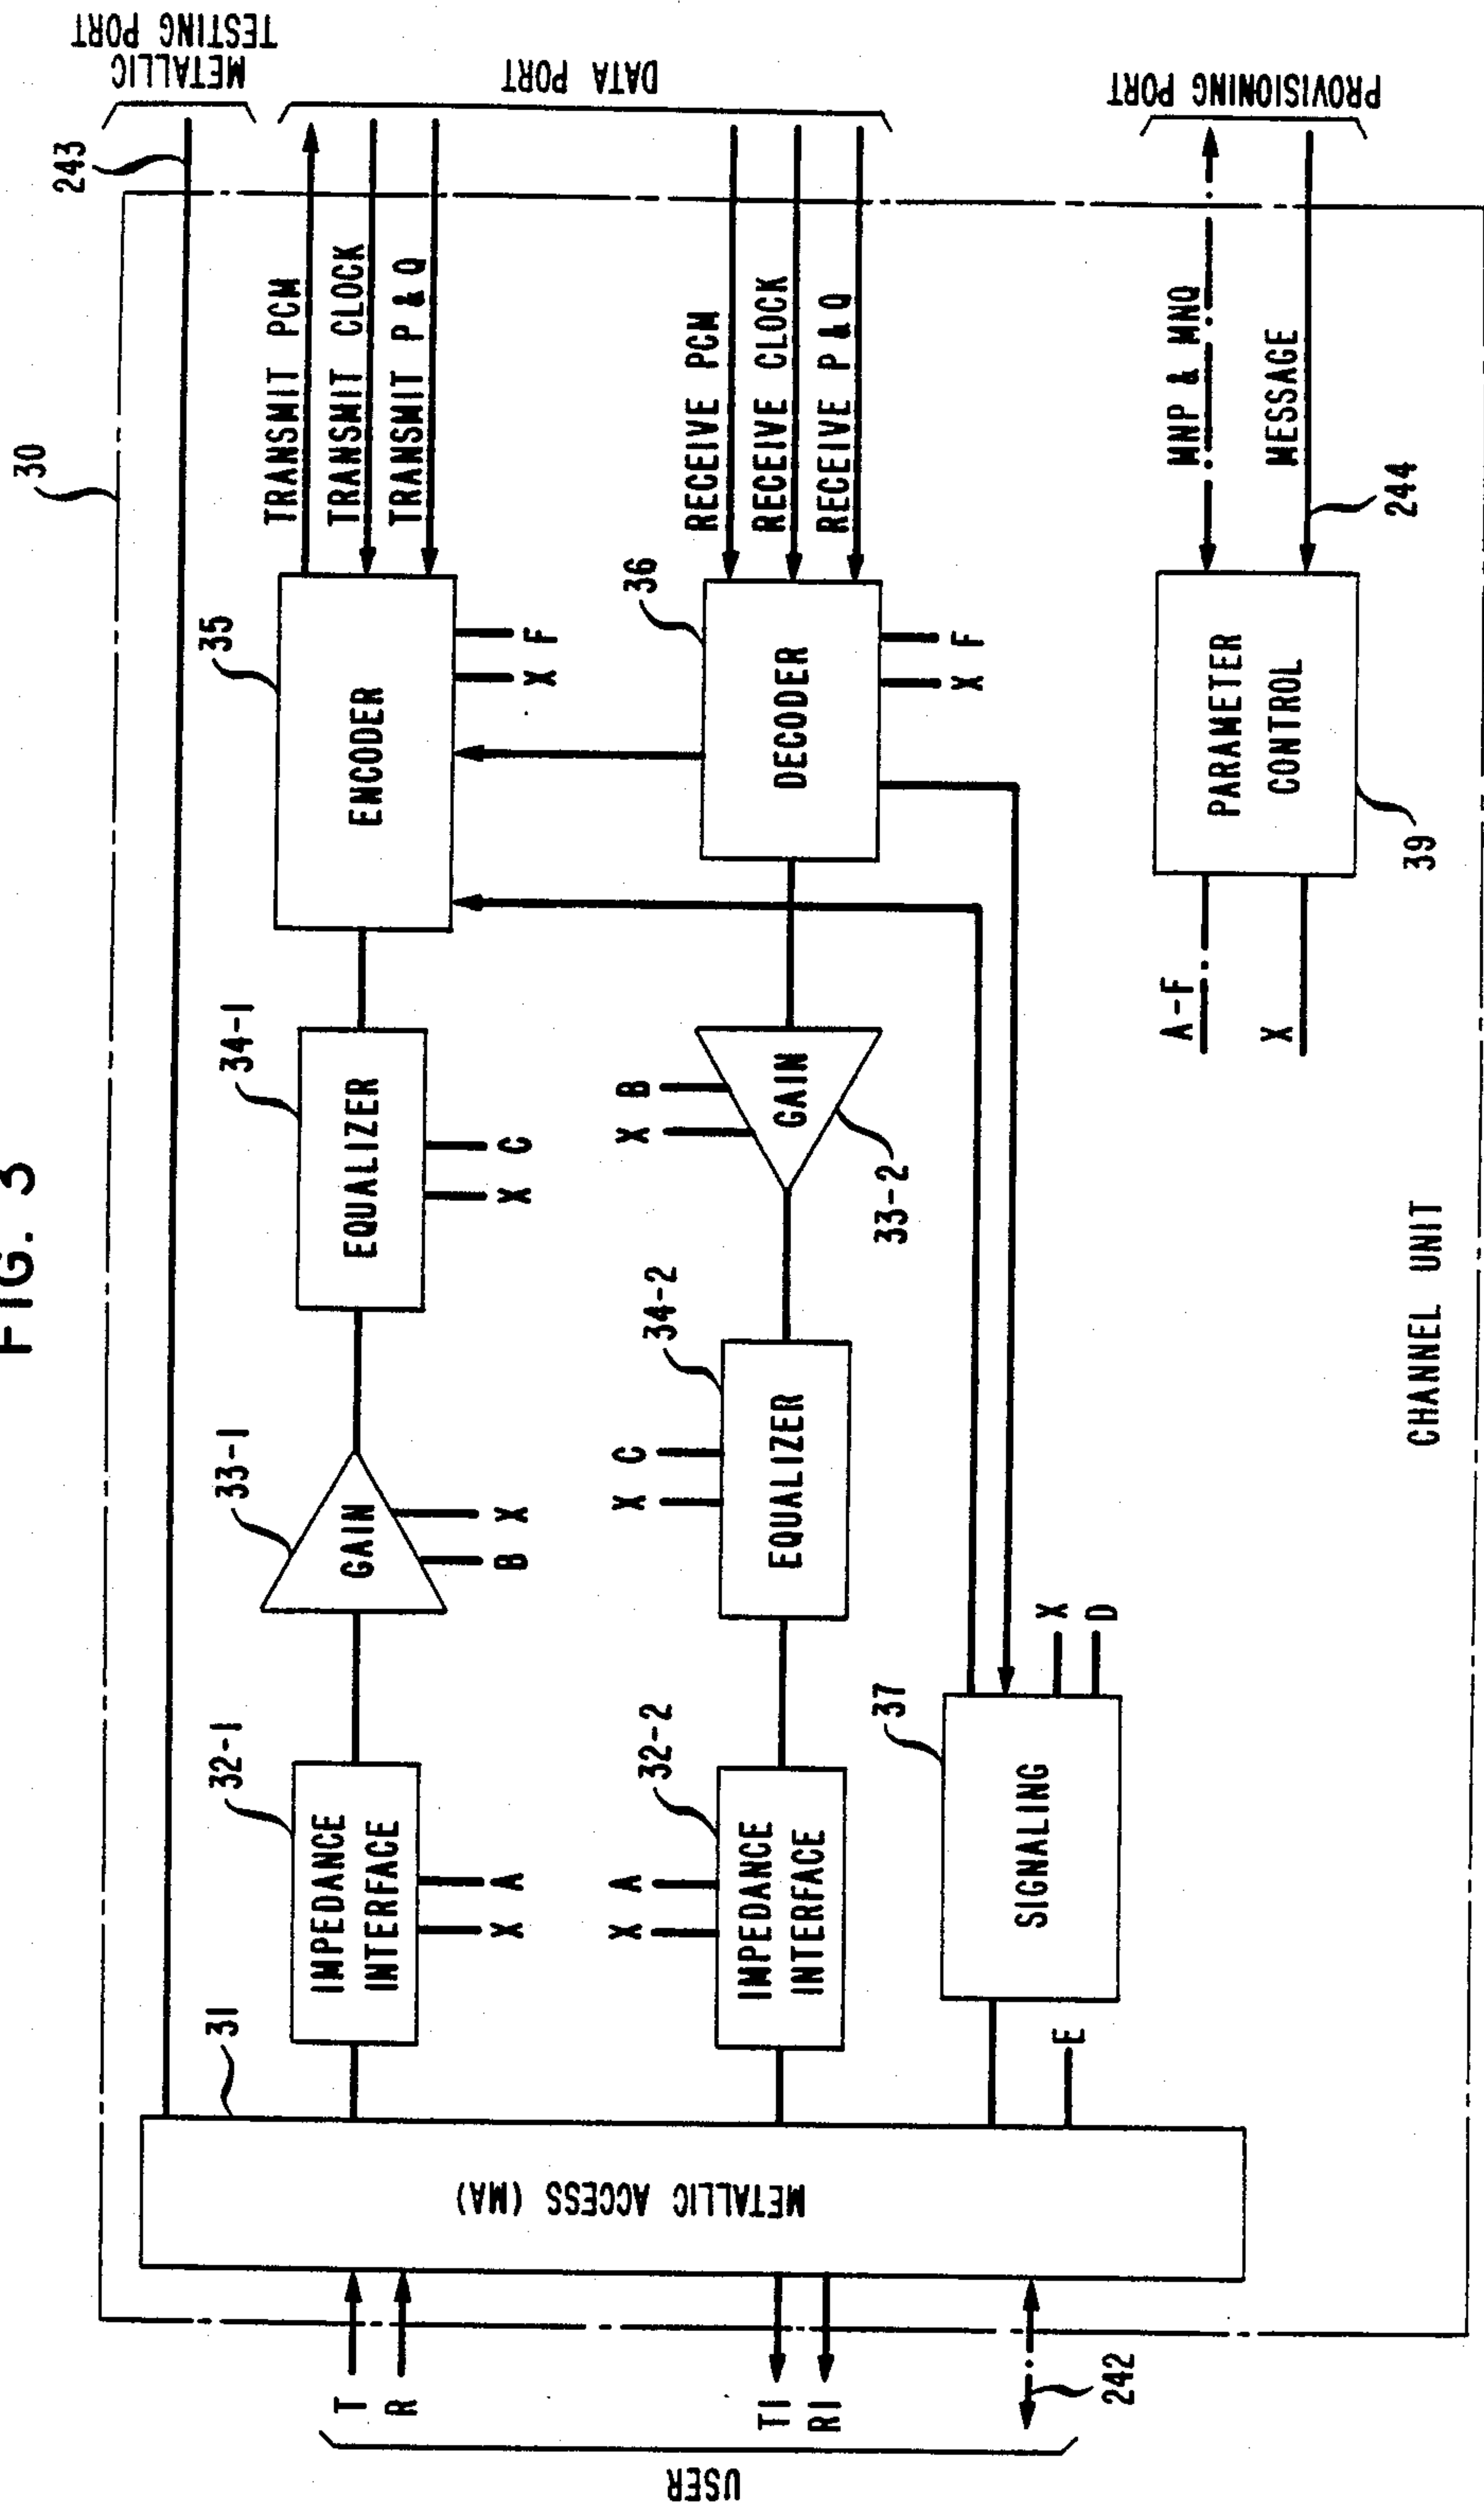 FIG. 3
30
243
METALLIC
TESTING PORT
DATA PORT
PROVISIONING PORT
USER
T
R
T1
R1
242
METALLIC ACCESS (MA)
31
E
IMPEDANCE
INTERFACE
32-1
X
A
GAIN
33-1
B
X
EQUALIZER
34-1
X
C
ENCODER
35
X
F
TRANSMIT PCM
TRANSMIT CLOCK
TRANSMIT P & Q
IMPEDANCE
INTERFACE
32-2
X
A
EQUALIZER
34-2
X
C
GAIN
33-2
X
B
DECODER
36
X
F
RECEIVE PCM
RECEIVE CLOCK
RECEIVE P & Q
SIGNALING
37
X
D
A-F
X
PARAMETER
CONTROL
39
MNP & MNQ
MESSAGE
244
CHANNEL UNIT